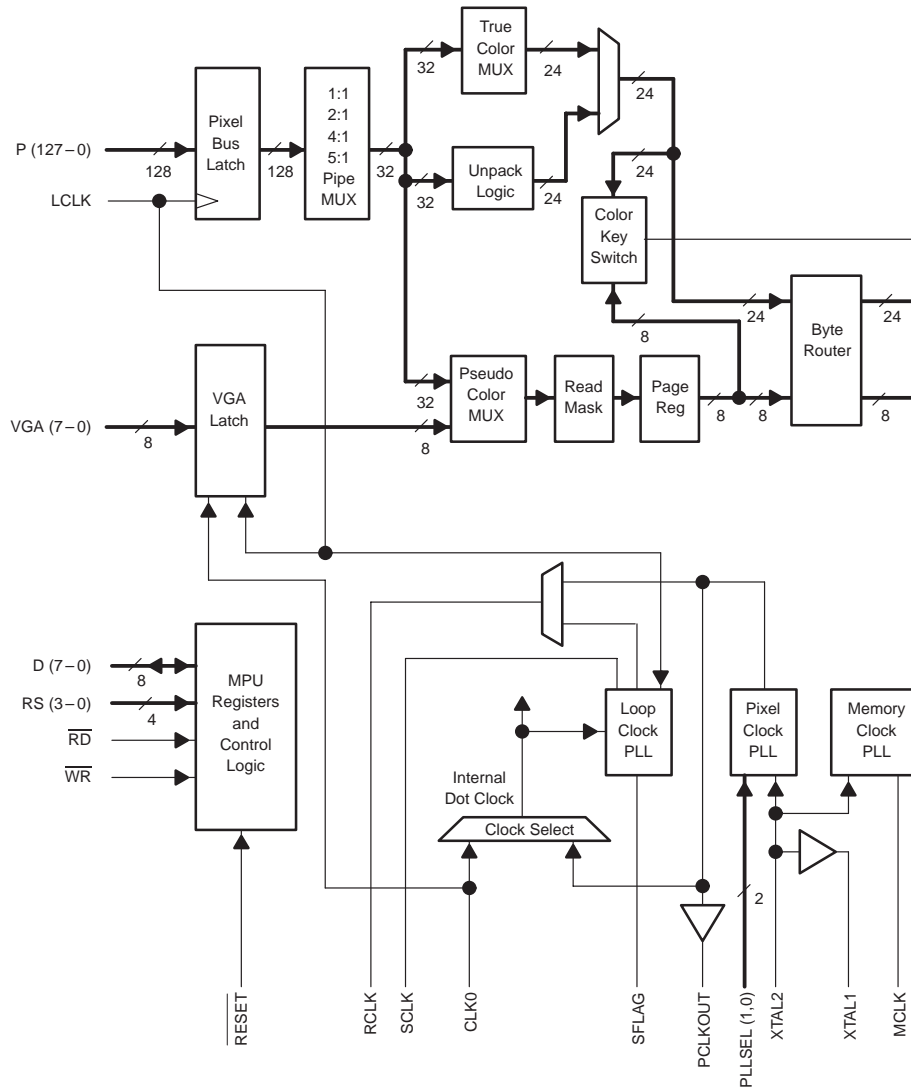 True
Color
MUX
32
24
24
1:1
2:1
4:1
5:1
Pipe
MUX
Pixel
Bus
Latch
P (127–0)
128
128
32
Unpack
Logic
32
24
24
LCLK
Color
Key
Switch
24
24
8
Byte
Router
VGA
Latch
Pseudo
Color
MUX
Read
Mask
Page
Reg
32
VGA (7–0)
8
8
8
8
8
D (7–0)
8
RS (3–0)
4
RD
WR
MPU
Registers
and
Control
Logic
Loop
Clock
PLL
Pixel
Clock
PLL
Memory
Clock
PLL
Internal
Dot Clock
Clock Select
2
RESET
RCLK
SCLK
CLK0
SFLAG
PCLKOUT
PLLSEL (1,0)
XTAL2
XTAL1
MCLK